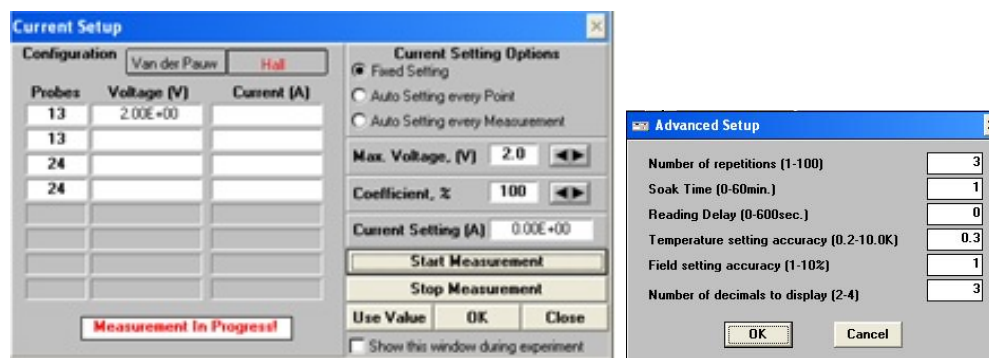 Current Setup
Configuration Van der Pauw Hall
Probes Voltage (V) Current (A)
13 2.00E+00
13
24
24
Measurement In Progress!
Current Setting Options
Fixed Setting
Auto Setting every Point
Auto Setting every Measurement
Max. Voltage, (V) 2.0
Coefficient, % 100
Current Setting (A) 0.00E+00
Start Measurement
Stop Measurement
Use Value OK Close
Show this window during experiment
Advanced Setup
Number of repetitions (1-100) 3
Soak Time (0-60min.) 1
Reading Delay (0-600sec.) 0
Temperature setting accuracy (0.2-10.0K) 0.3
Field setting accuracy (1-10%) 1
Number of decimals to display (2-4) 3
OK Cancel